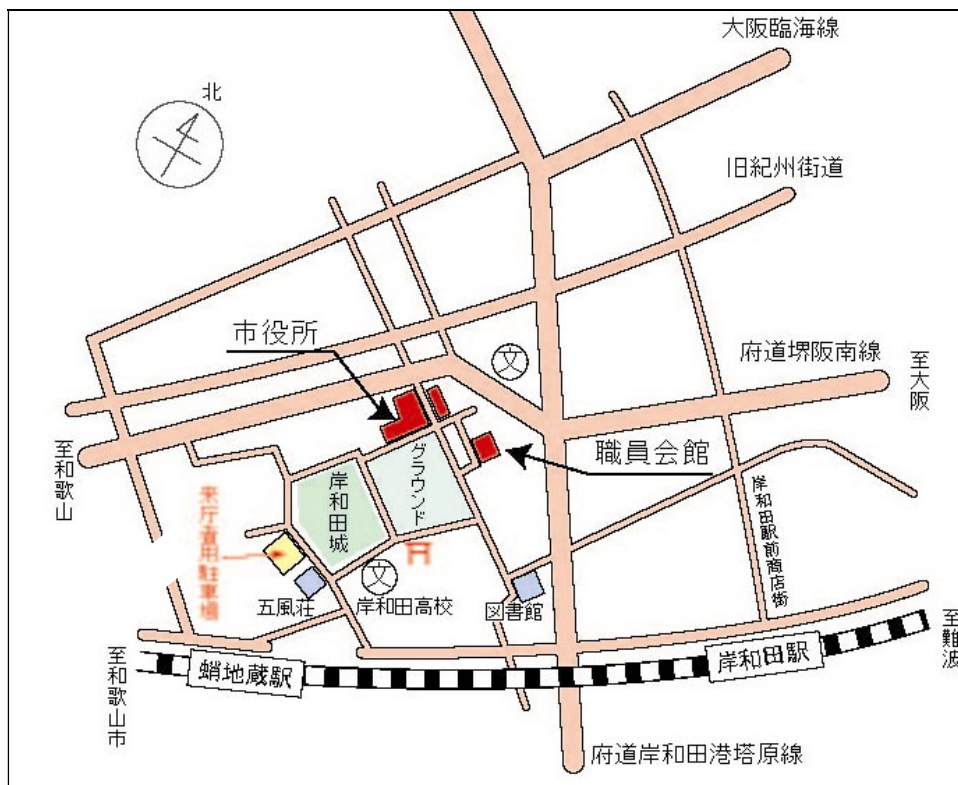 大阪臨海線
北
旧紀州街道
市役所
文
府道堺阪南線
至大阪
至和歌山
グラウンド
職員会館
岸和田城
来庁者用駐車場
岸和田駅前商店街
文
五風荘
岸和田高校
図書館
至和歌山市
蛸地蔵駅
岸和田駅
至難波
府道岸和田港塔原線